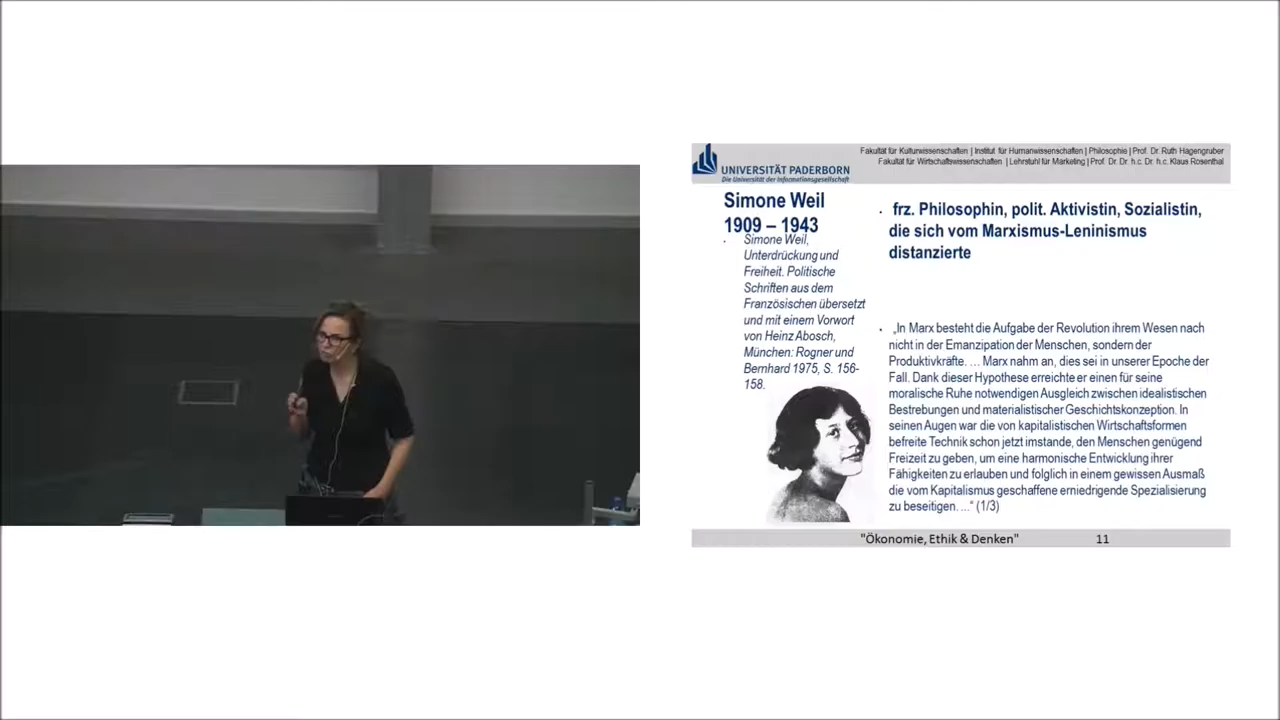 UNIVERSITÄT PADERBORN
Die Universität der Informationsgesellschaft
Fakultät für Kulturwissenschaften | Institut für Humanwissenschaften | Philosophie | Prof. Dr. Ruth Hagengruber
Fakultät für Wirtschaftswissenschaften | Lehrstuhl für Marketing | Prof. Dr. Dr. h.c. Dr. h.c. Klaus Rosenthal
Simone Weil
1909 – 1943
· Simone Weil,
Unterdrückung und
Freiheit. Politische
Schriften aus dem
Französischen übersetzt
und mit einem Vorwort
von Heinz Abosch,
München: Rogner und
Bernhard 1975, S. 156-
158.
· frz. Philosophin, polit. Aktivistin, Sozialistin,
die sich vom Marxismus-Leninismus
distanzierte
· „In Marx besteht die Aufgabe der Revolution ihrem Wesen nach
nicht in der Emanzipation der Menschen, sondern der
Produktivkräfte. … Marx nahm an, dies sei in unserer Epoche der
Fall. Dank dieser Hypothese erreichte er einen für seine
moralische Ruhe notwendigen Ausgleich zwischen idealistischen
Bestrebungen und materialistischer Geschichtskonzeption. In
seinen Augen war die von kapitalistischen Wirtschaftsformen
befreite Technik schon jetzt imstande, den Menschen genügend
Freizeit zu geben, um eine harmonische Entwicklung ihrer
Fähigkeiten zu erlauben und folglich in einem gewissen Ausmaß
die vom Kapitalismus geschaffene erniedrigende Spezialisierung
zu beseitigen. …" (1/3)
"Ökonomie, Ethik & Denken" 11